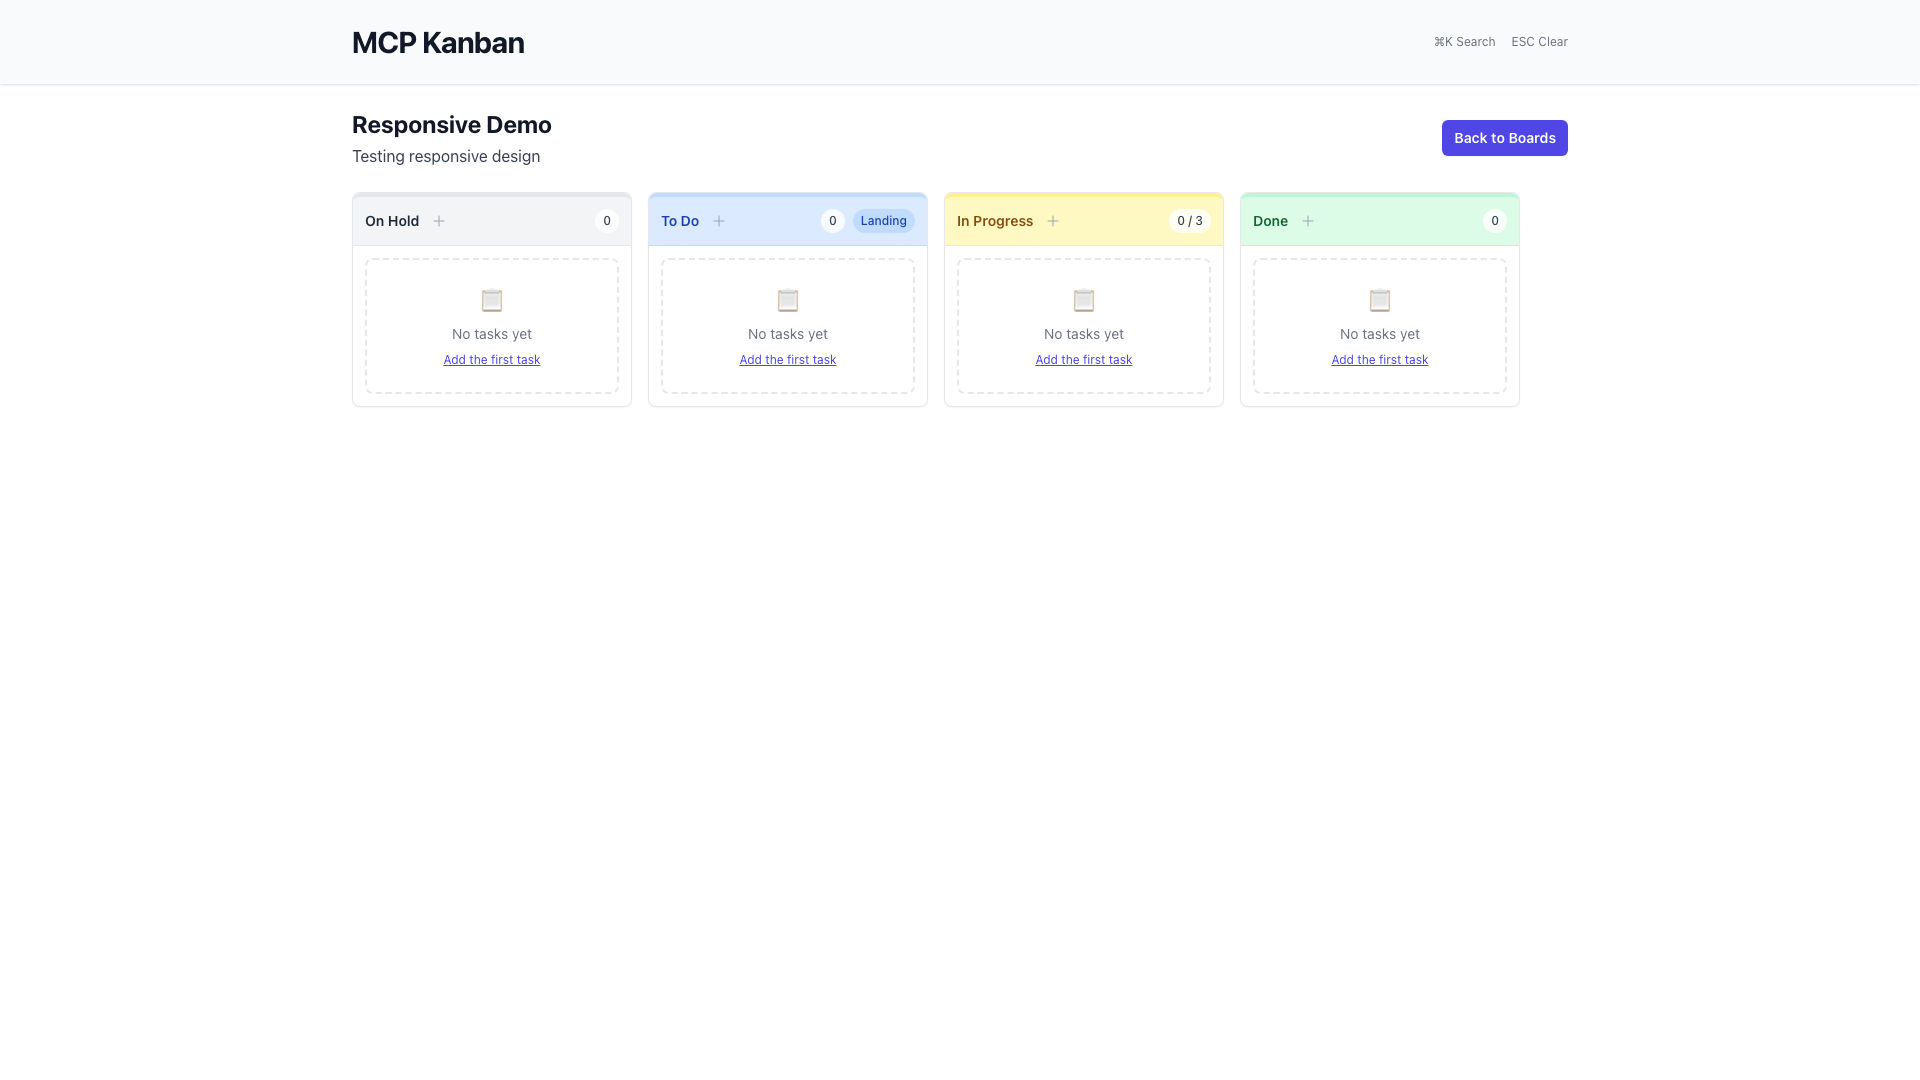 MCP Kanban
⌘K Search ESC Clear
Responsive Demo
Back to Boards
Testing responsive design
On Hold + 0
To Do + 0 Landing
In Progress + 0 / 3
Done + 0
No tasks yet
Add the first task
No tasks yet
Add the first task
No tasks yet
Add the first task
No tasks yet
Add the first task